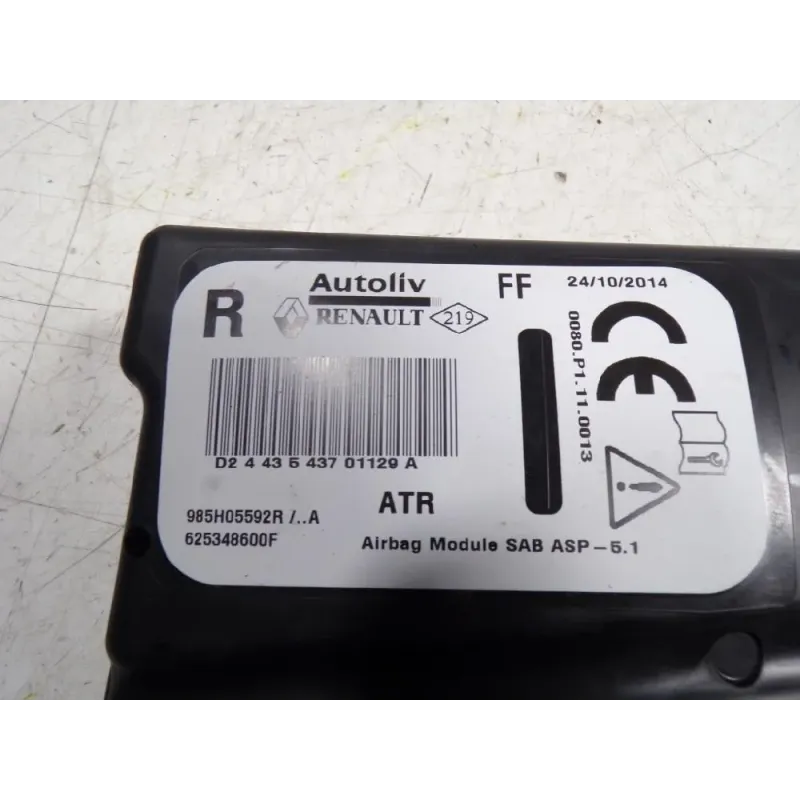 R
Autoliv
RENAULT 219
FF
24/10/2014
CE
0080.P1.11.0013
D2 4 43 5 437 01129 A
985H05592R /..A
625348600F
ATR
Airbag Module SAB ASP-5.1